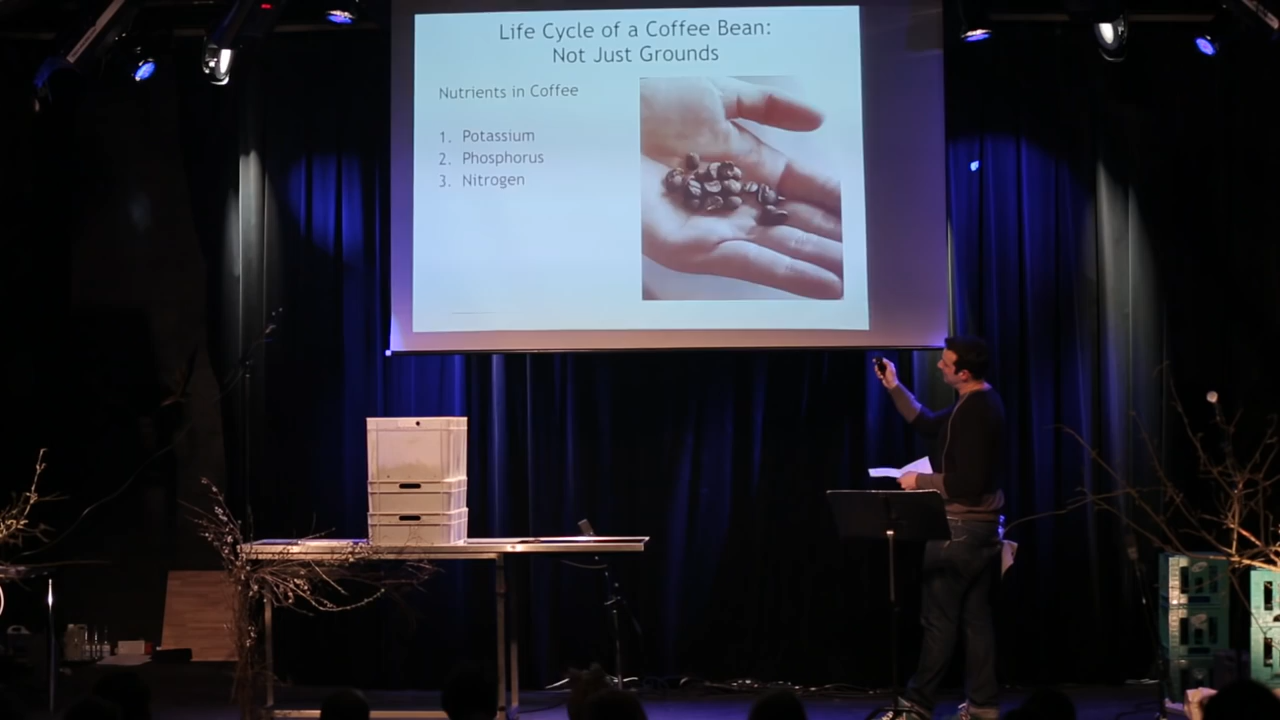 Life Cycle of a Coffee Bean:
Not Just Grounds
Nutrients in Coffee
1. Potassium
2. Phosphorus
3. Nitrogen